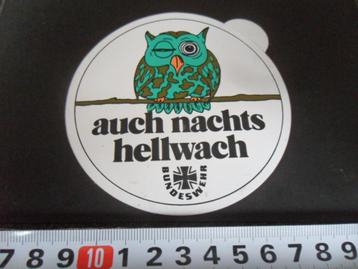 auch nachts
hellwach
BUNDESWEHR
7 8 9 10 1 2 3 4 5 6 7 8 9